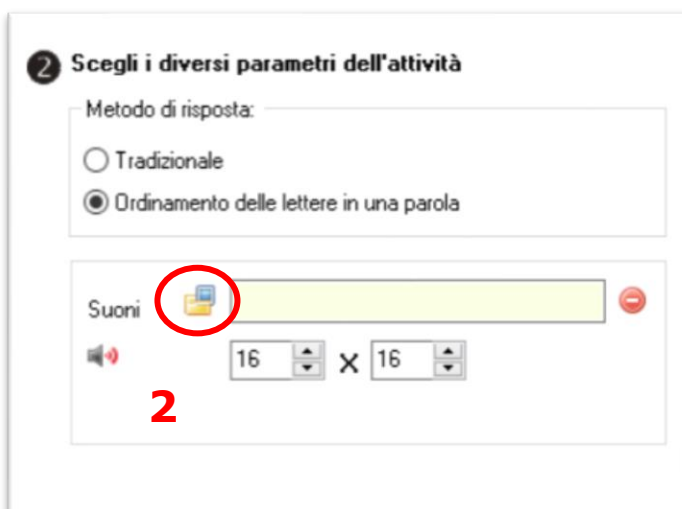 2 Scegli i diversi parametri dell'attività
Metodo di risposta:
Tradizionale
Ordinamento delle lettere in una parola
Suoni
16 x 16
2